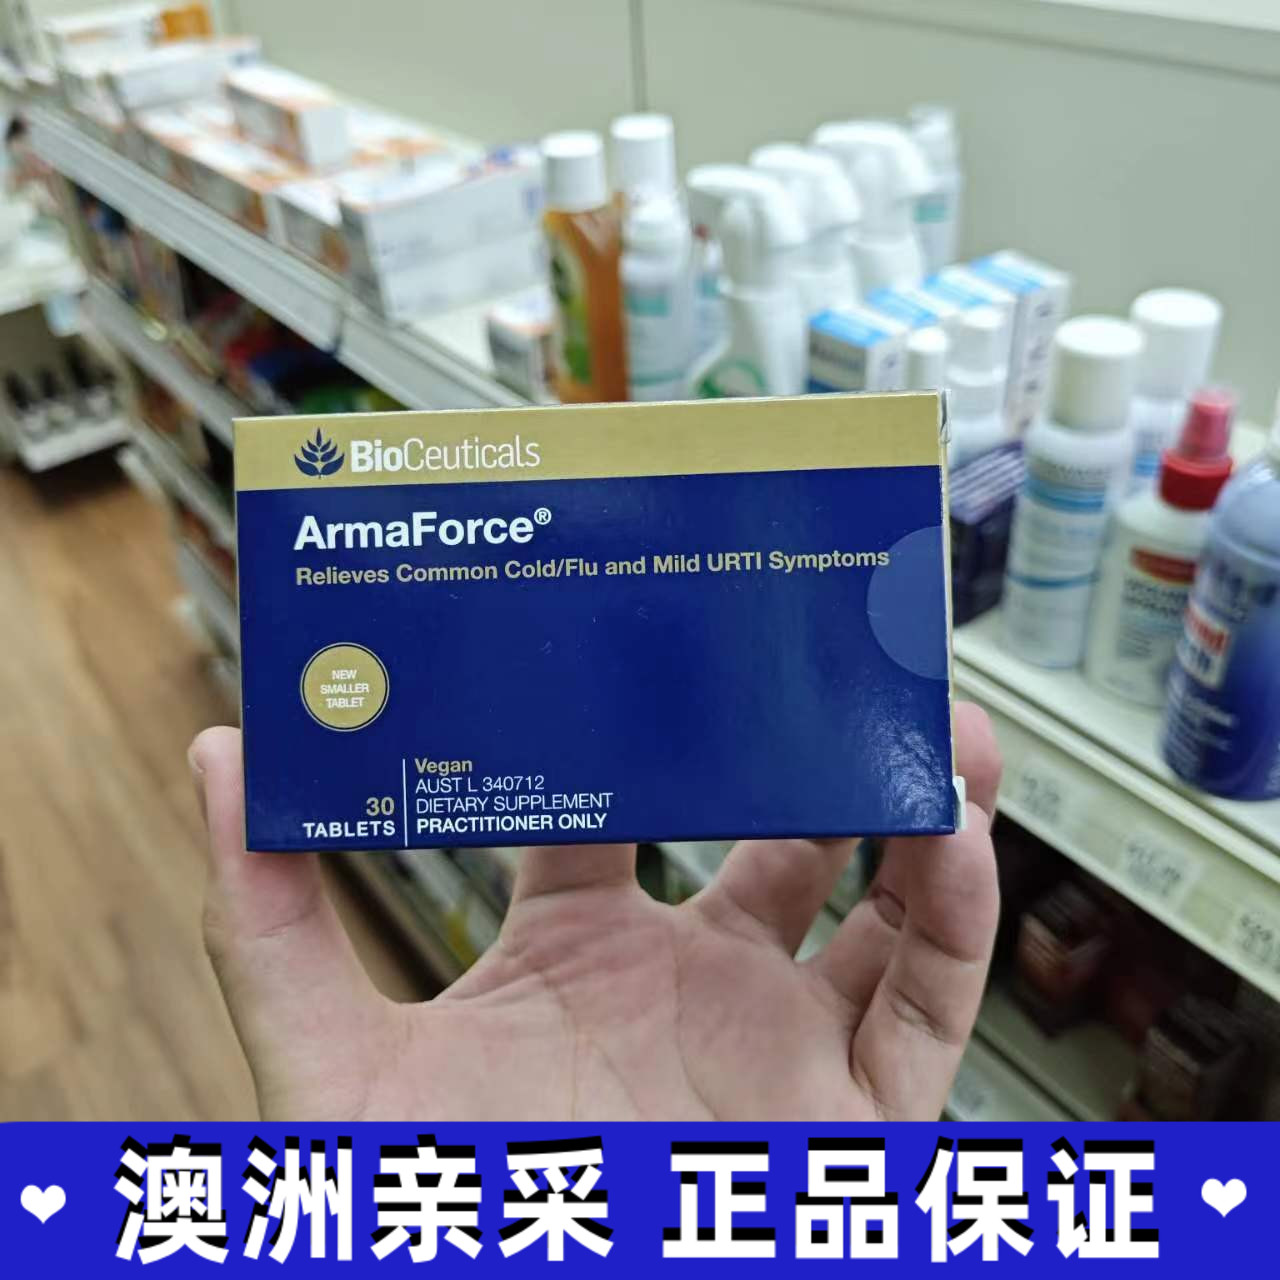 BioCeuticals
ArmaForce®
Relieves Common Cold/Flu and Mild URTI Symptoms
NEW
SMALLER
TABLET
30
TABLETS
Vegan
AUST L 340712
DIETARY SUPPLEMENT
PRACTITIONER ONLY
澳洲亲采 正品保证